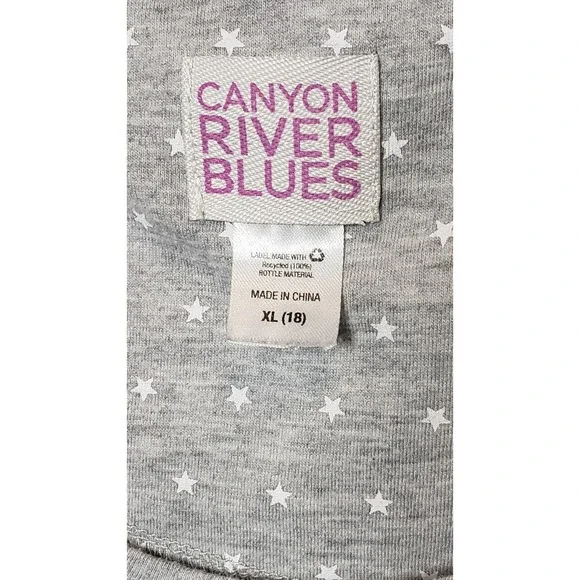 CANYON
RIVER
BLUES
LABEL MADE WITH
Recycled (100%)
BOTTLE MATERIAL
MADE IN CHINA
XL (18)